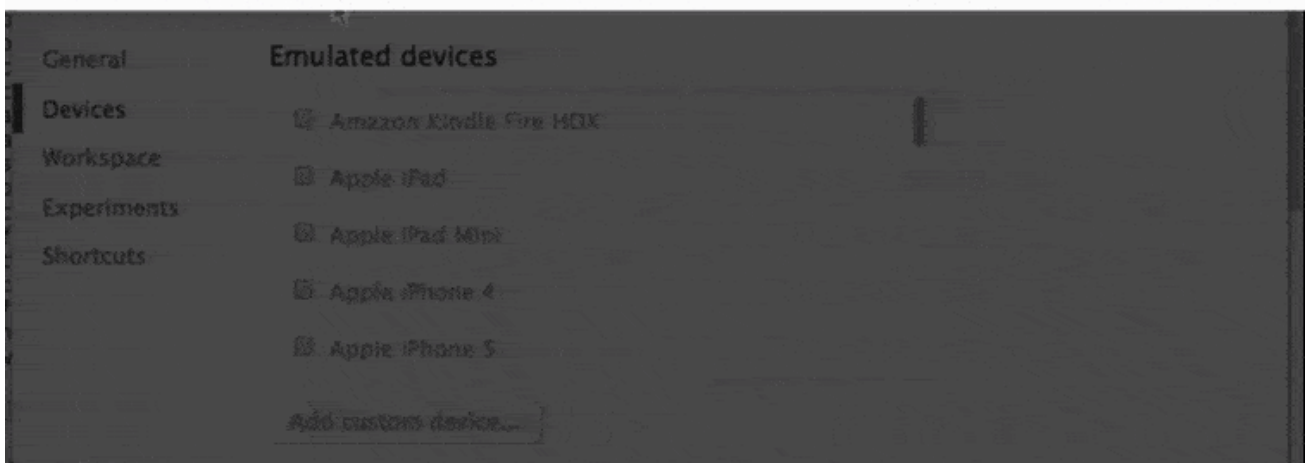 General
Devices
Workspace
Experiments
Shortcuts
Emulated devices
Amazon Kindle Fire HDX
Apple iPad
Apple iPad Mini
Apple iPhone 4
Apple iPhone 5
Add custom device...